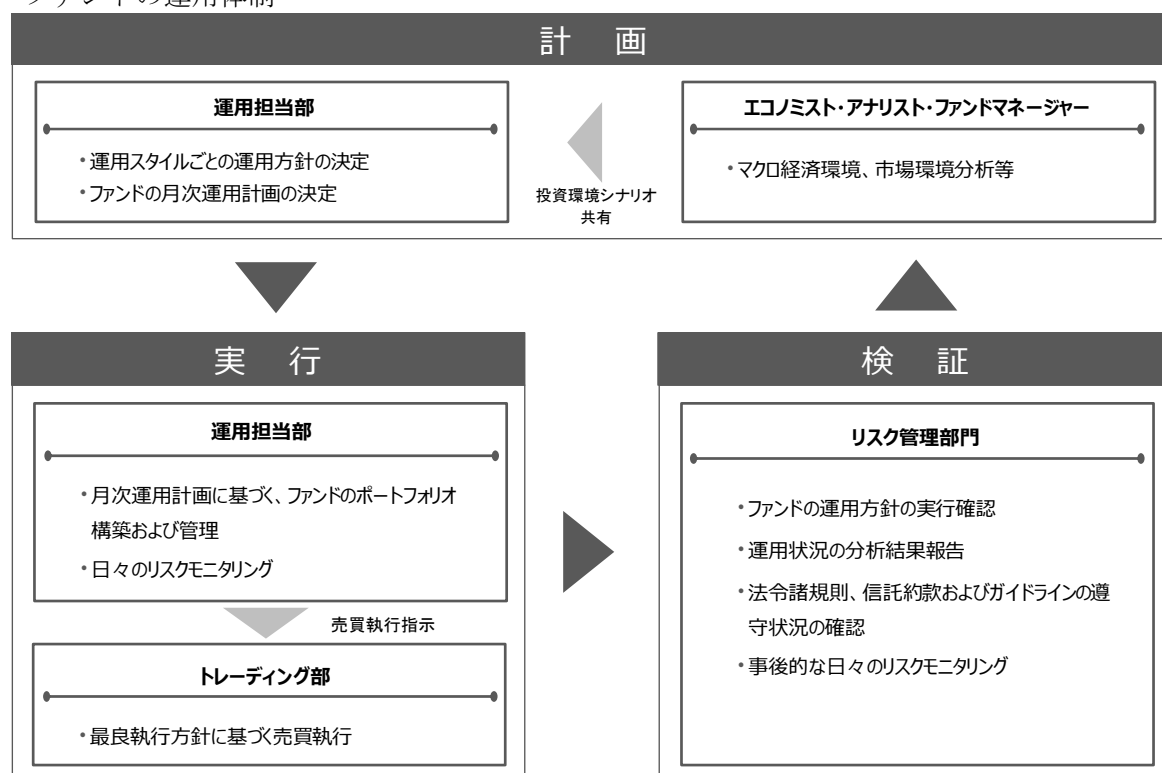 ファンドの運用体制
計 画
運用担当部
・運用スタイルごとの運用方針の決定
・ファンドの月次運用計画の決定
投資環境シナリオ
共有
エコノミスト・アナリスト・ファンドマネージャー
・マクロ経済環境、市場環境分析等
実 行
運用担当部
・月次運用計画に基づく、ファンドのポートフォリオ
構築および管理
・日々のリスクモニタリング
売買執行指示
トレーディング部
・最良執行方針に基づく売買執行
検 証
リスク管理部門
・ファンドの運用方針の実行確認
・運用状況の分析結果報告
・法令諸規則、信託約款およびガイドラインの遵
守状況の確認
・事後的な日々のリスクモニタリング